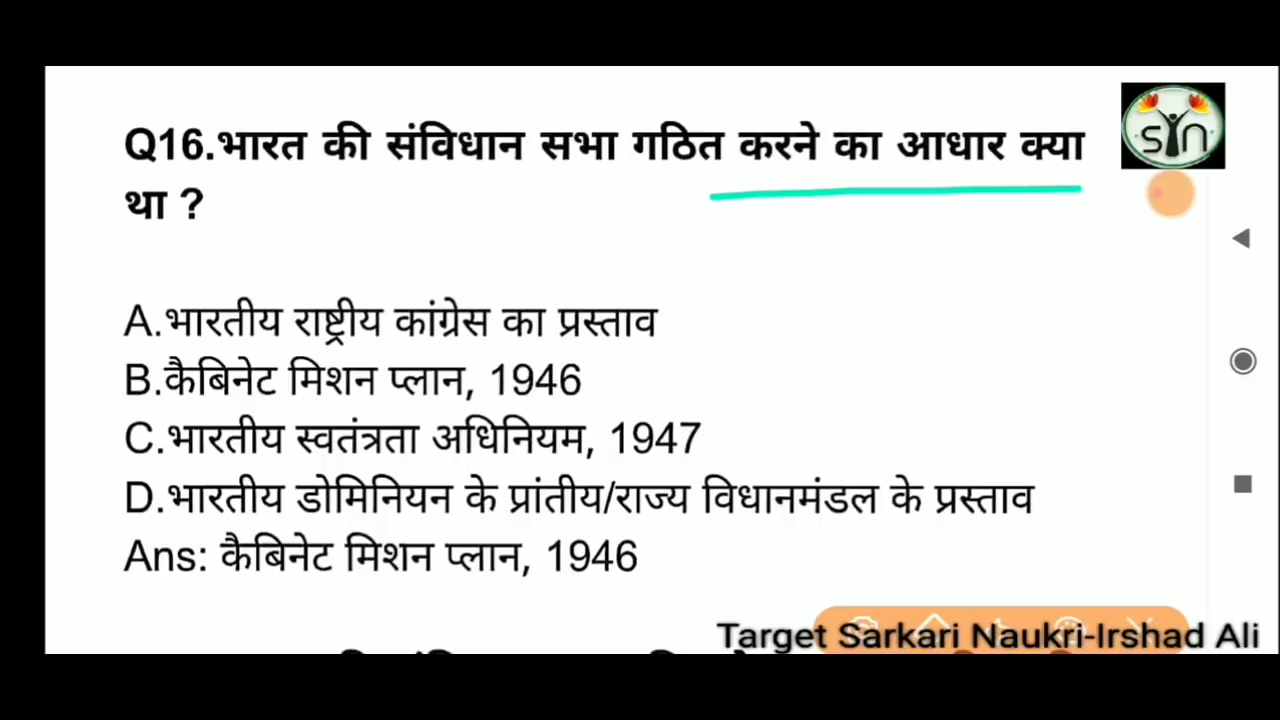 Q16.भारत की संविधान सभा गठित करने का आधार क्या
था ?
SYN
A.भारतीय राष्ट्रीय कांग्रेस का प्रस्ताव
B.कैबिनेट मिशन प्लान, 1946
C.भारतीय स्वतंत्रता अधिनियम, 1947
D.भारतीय डोमिनियन के प्रांतीय/राज्य विधानमंडल के प्रस्ताव
Ans: कैबिनेट मिशन प्लान, 1946
Target Sarkari Naukri-Irshad Ali